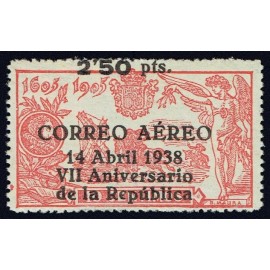 2'50 pts.
1605 1905
CORREO AÉREO
14 Abril 1938
VII Aniversario
de la República